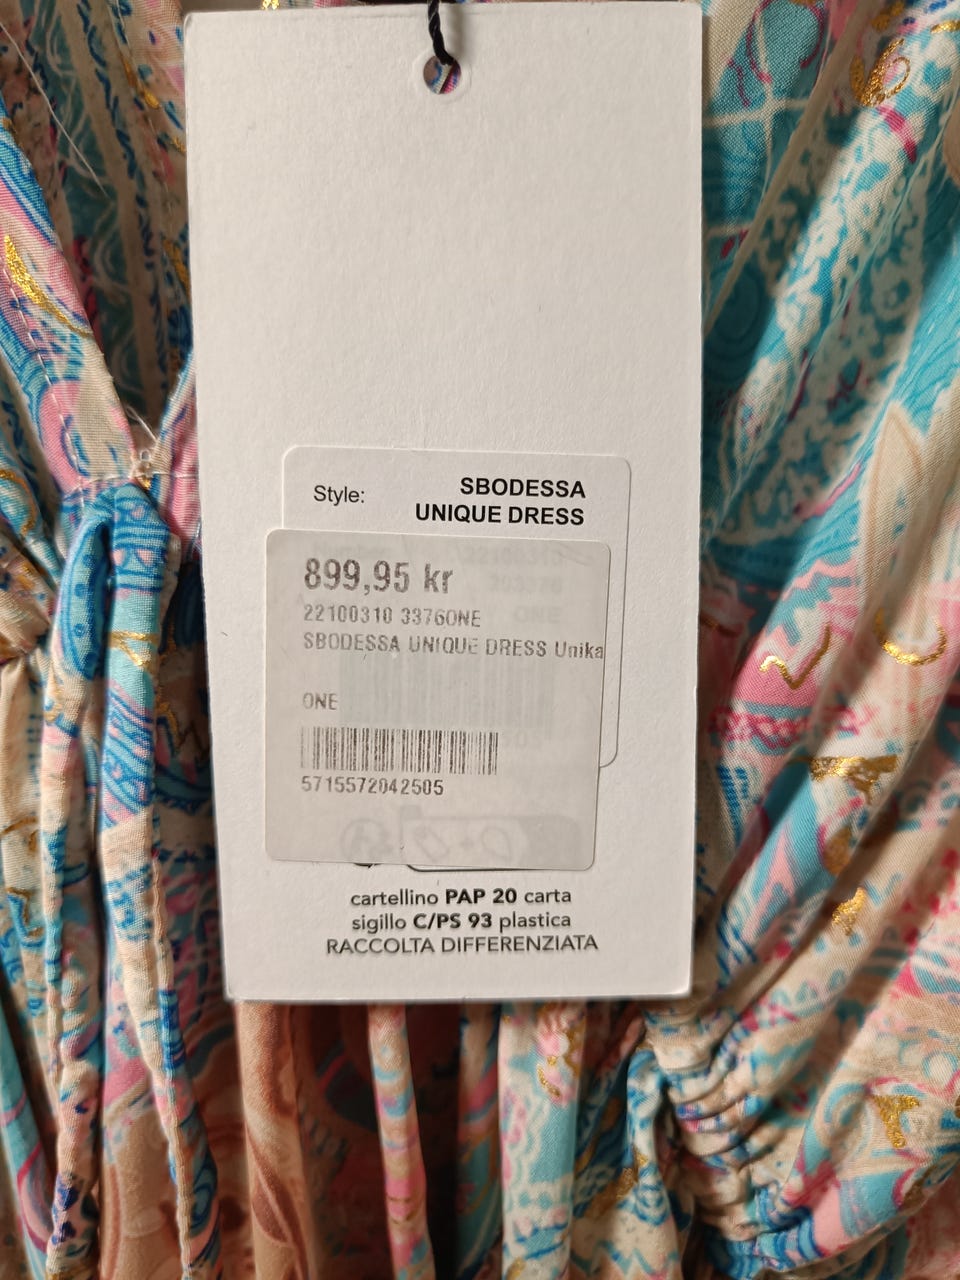 Style: SBODESSA
UNIQUE DRESS
899,95 kr
22100310 3376ONE
SBODESSA UNIQUE DRESS Unika
ONE
5715572042505
cartellino PAP 20 carta
sigillo C/PS 93 plastica
RACCOLTA DIFFERENZIATA